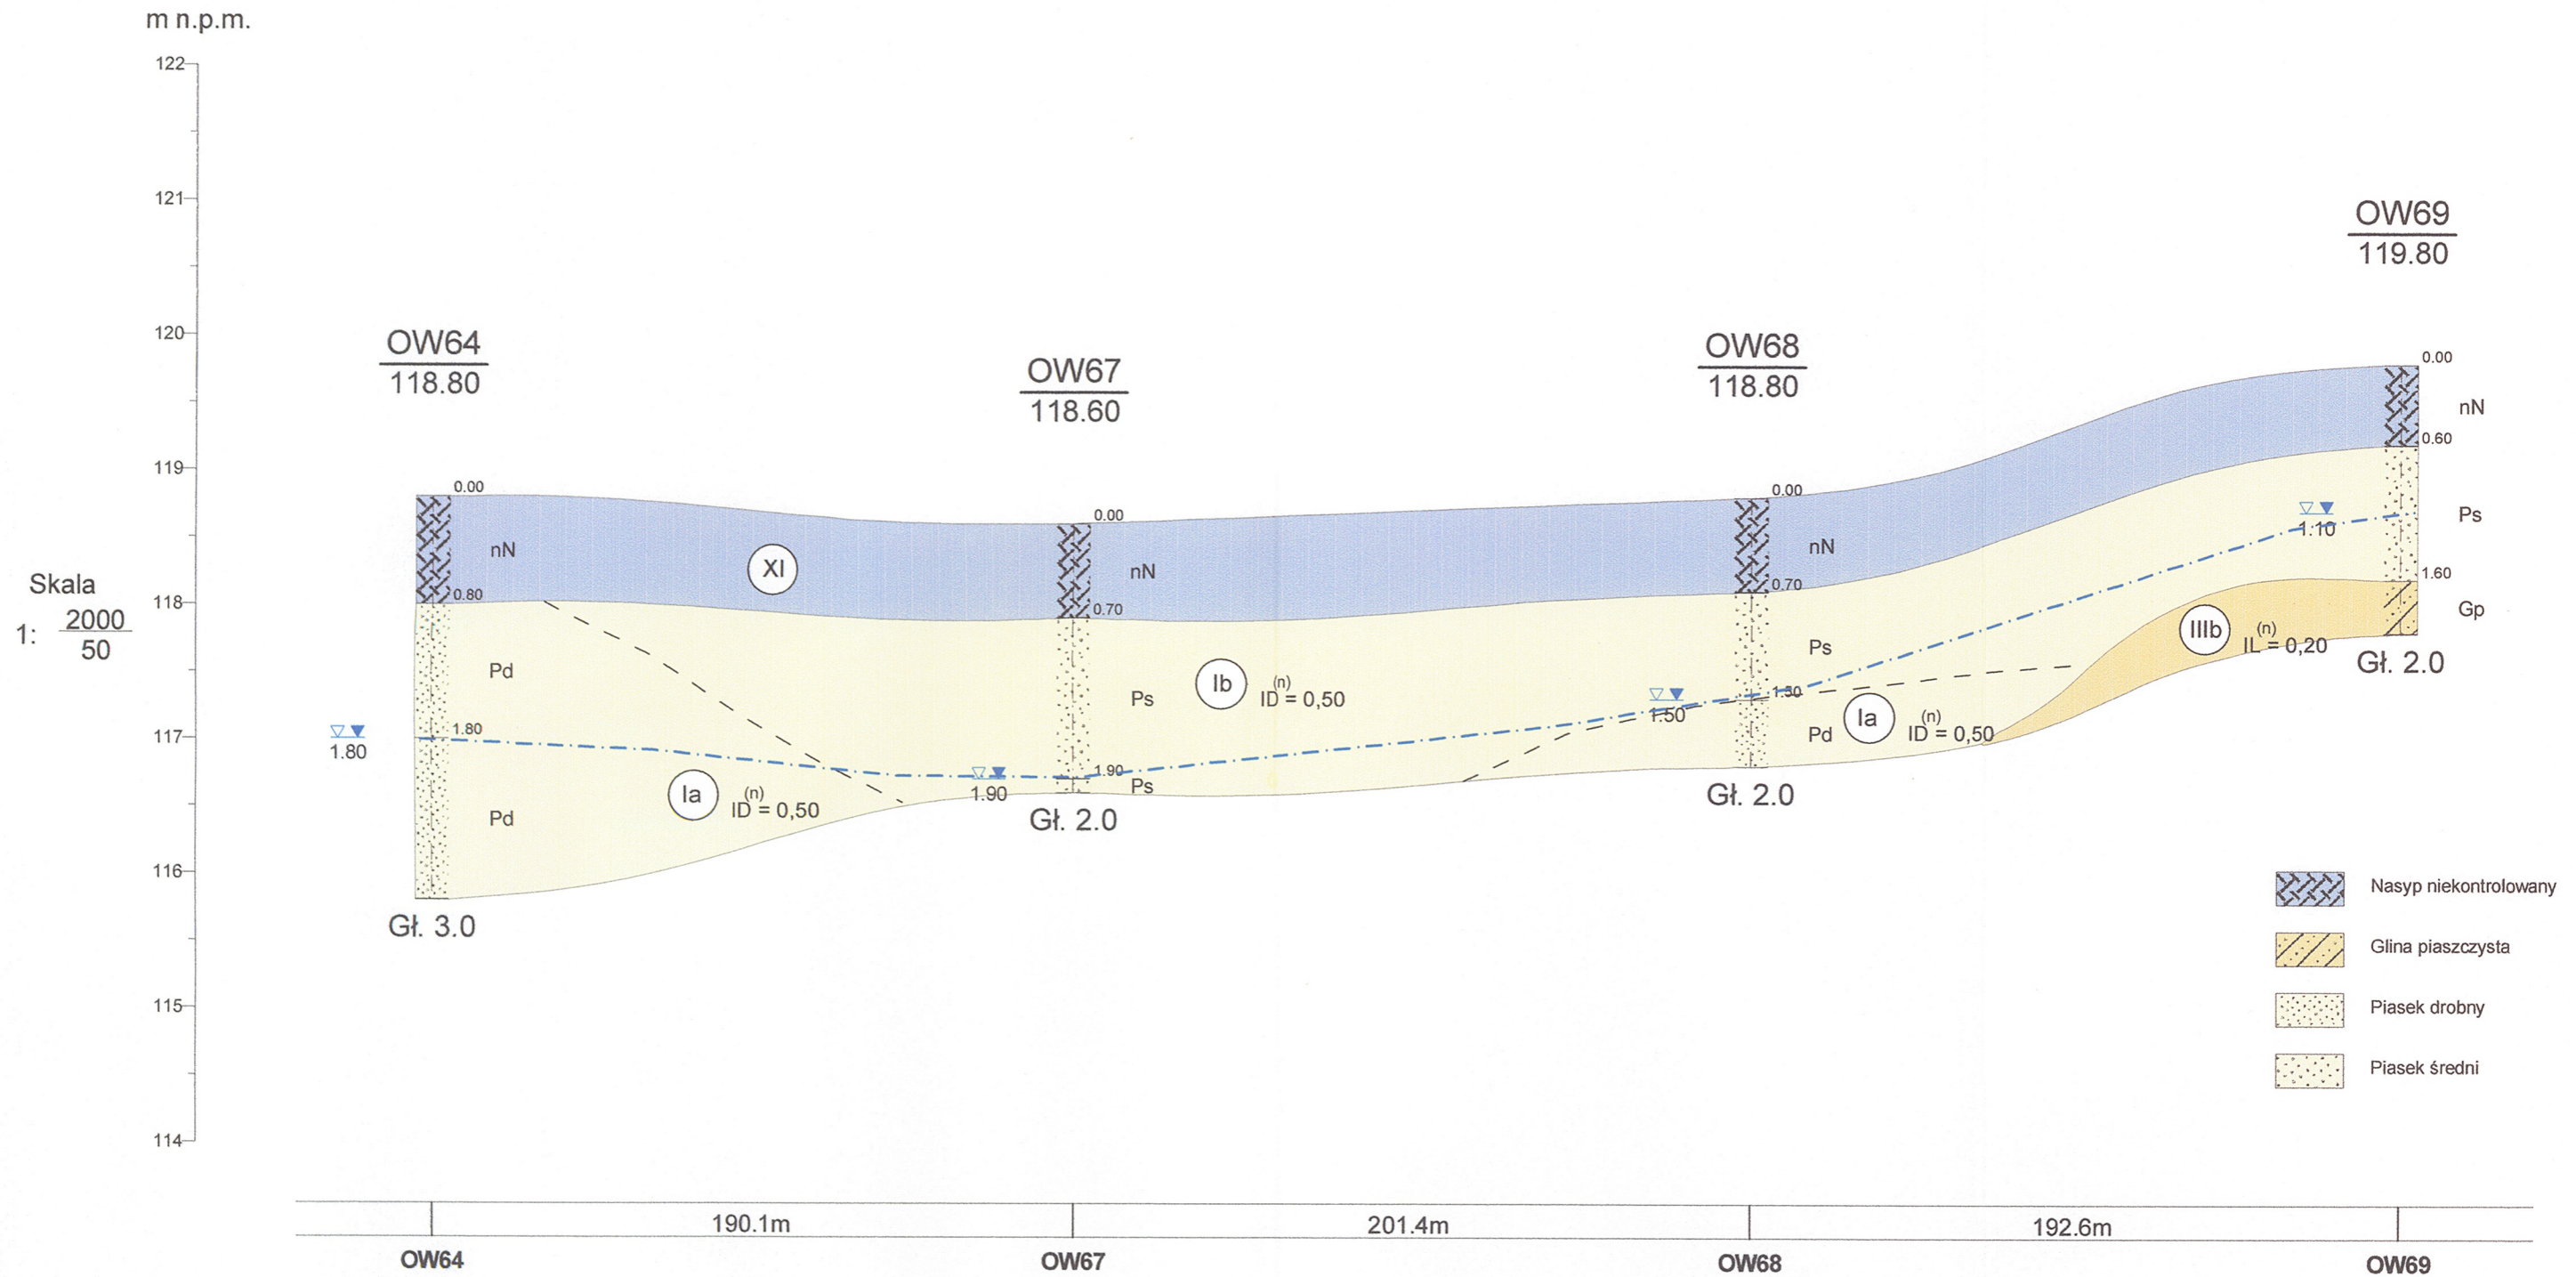 m n.p.m.
122
121
120
119
118
117
116
115
114
Skala
1: 2000
50
OW64
118.80
0.00
nN
0.80
Pd
1.80
1.80
Pd
Gł. 3.0
XI
Ia
(n)
ID = 0,50
OW67
118.60
0.00
nN
0.70
Ps
1.90
1.90
Ps
Gł. 2.0
Ib
(n)
ID = 0,50
OW68
118.80
0.00
nN
0.70
Ps
1.50
1.50
Pd
Gł. 2.0
Ia
(n)
ID = 0,50
OW69
119.80
0.00
nN
0.60
Ps
1.10
1.60
Gp
Gł. 2.0
IIIb
(n)
IL = 0,20
Nasyp niekontrolowany
Glina piaszczysta
Piasek drobny
Piasek średni
190.1m
201.4m
192.6m
OW64
OW67
OW68
OW69